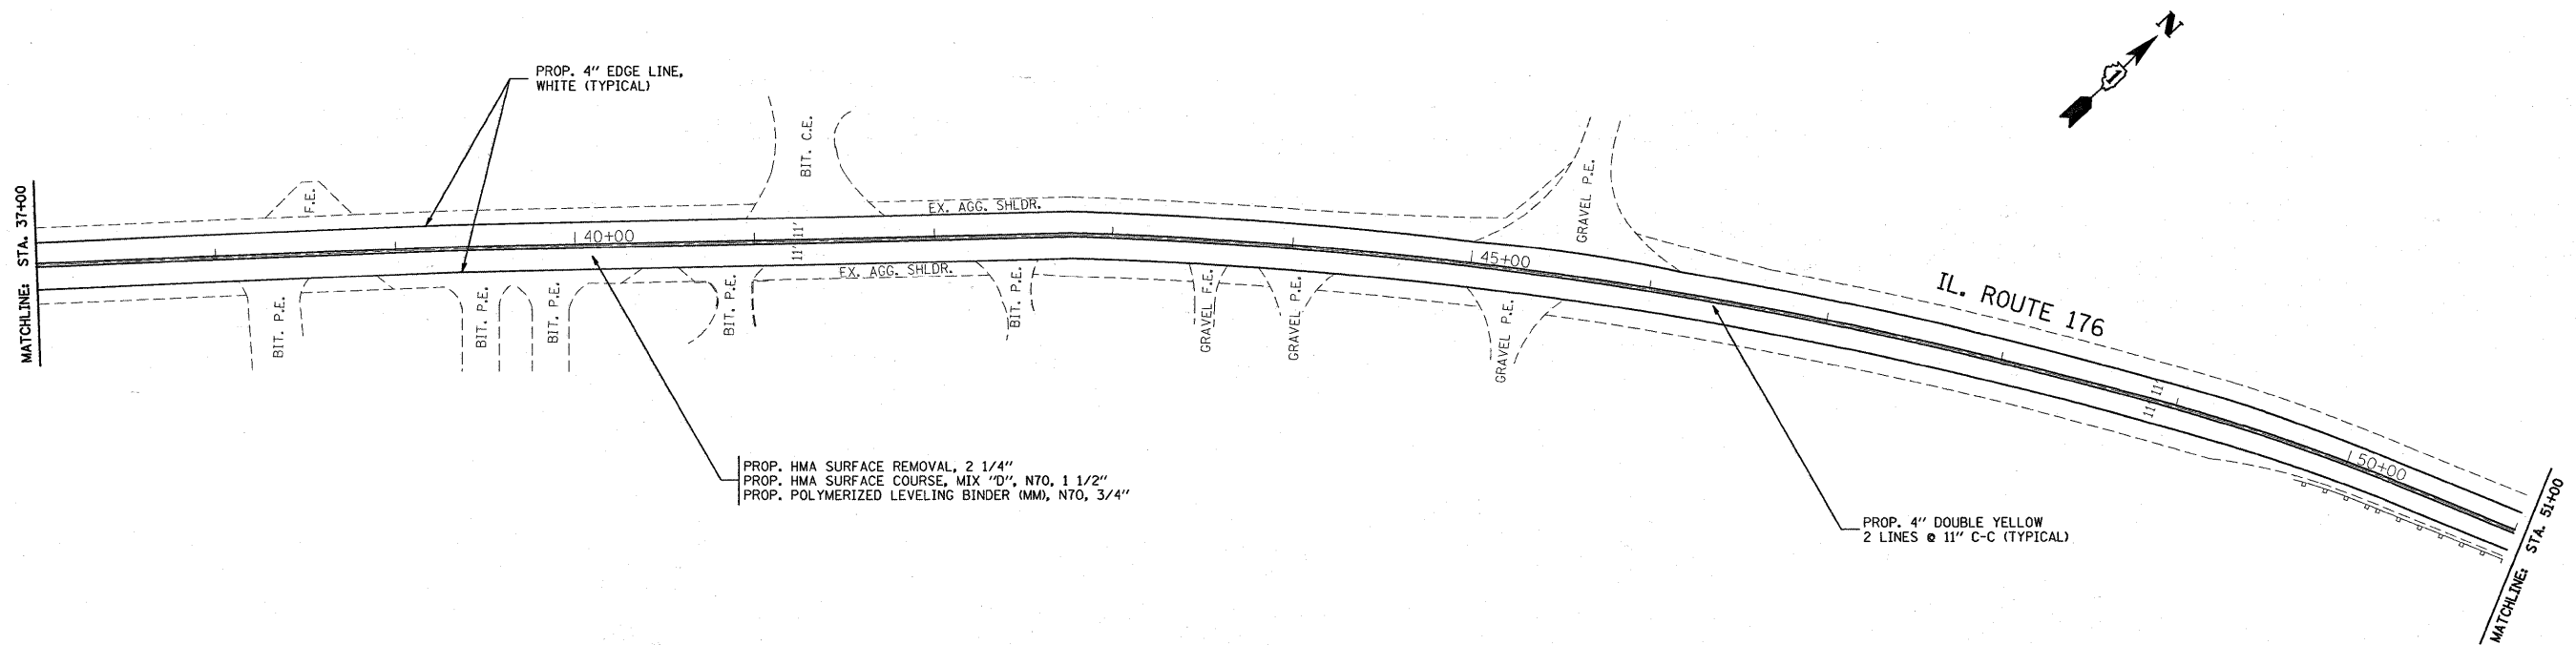 N
PROP. 4" EDGE LINE,
WHITE (TYPICAL)
BIT. C.E.
GRAVEL P.E.
MATCHLINE: STA. 37+00
F.E.
EX. AGG. SHLDR.
40+00
11' 11'
45+00
EX. AGG. SHLDR.
IL. ROUTE 176
BIT. P.E.
BIT. P.E.
BIT. P.E.
BIT. P.E.
BIT. P.E.
GRAVEL F.E.
GRAVEL P.E.
GRAVEL P.E.
11' 11'
50+00
PROP. HMA SURFACE REMOVAL, 2 1/4"
PROP. HMA SURFACE COURSE, MIX "D", N70, 1 1/2"
PROP. POLYMERIZED LEVELING BINDER (MM), N70, 3/4"
PROP. 4" DOUBLE YELLOW
2 LINES @ 11" C-C (TYPICAL)
MATCHLINE: STA. 51+00